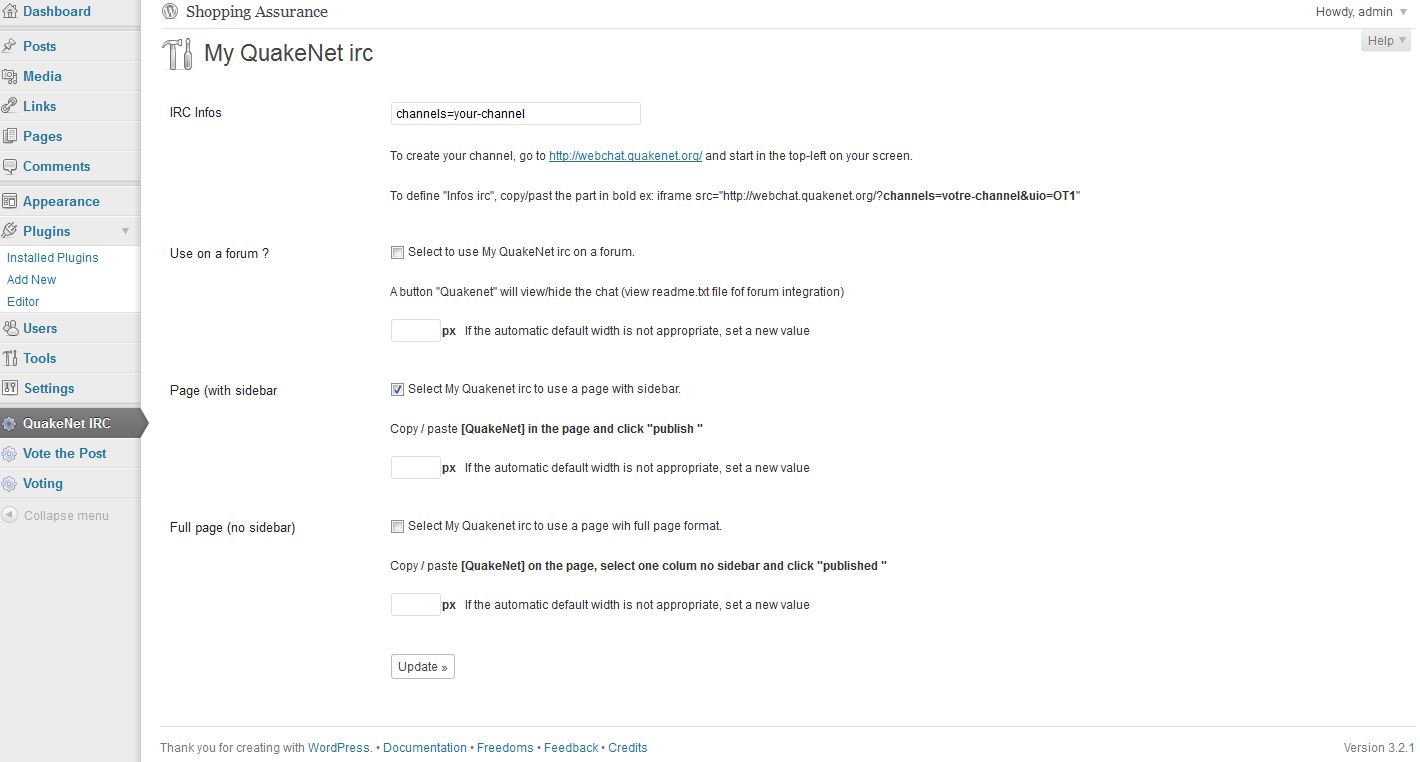 Dashboard
Posts
Media
Links
Pages
Comments
Appearance
Plugins
Installed Plugins
Add New
Editor
Users
Tools
Settings
QuakeNet IRC
Vote the Post
Voting
Collapse menu
Shopping Assurance
Howdy, admin
Help
My QuakeNet irc
IRC Infos
channels=your-channel
To create your channel, go to http://webchat.quakenet.org/ and start in the top-left on your screen.
To define "Infos irc", copy/past the part in bold ex: iframe src="http://webchat.quakenet.org/?channels=votre-channel&uio=OT1"
Use on a forum ?
Select to use My QuakeNet irc on a forum.
A button "Quakenet" will view/hide the chat (view readme.txt file fof forum integration)
px If the automatic default width is not appropriate, set a new value
Page (with sidebar
Select My Quakenet irc to use a page with sidebar.
Copy / paste [QuakeNet] in the page and click "publish "
px If the automatic default width is not appropriate, set a new value
Full page (no sidebar)
Select My Quakenet irc to use a page wih full page format.
Copy / paste [QuakeNet] on the page, select one colum no sidebar and click "published "
px If the automatic default width is not appropriate, set a new value
Update »
Thank you for creating with WordPress. • Documentation • Freedoms • Feedback • Credits
Version 3.2.1